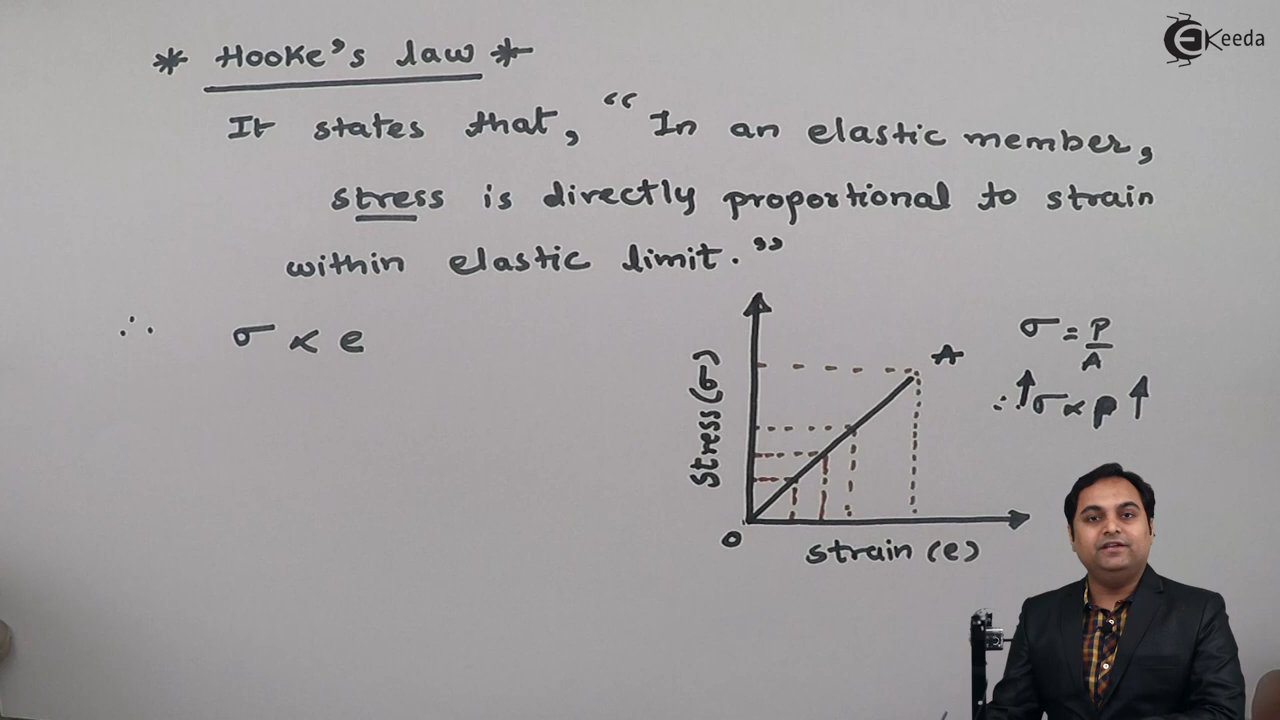 * Hooke's law *
It states that, "In an elastic member,
stress is directly proportional to strain
within elastic limit."
∴ σ ∝ e
Stress (σ)
A
O
strain (e)
σ = P/A
∴ ↑σ ∝ P↑
eKeeda